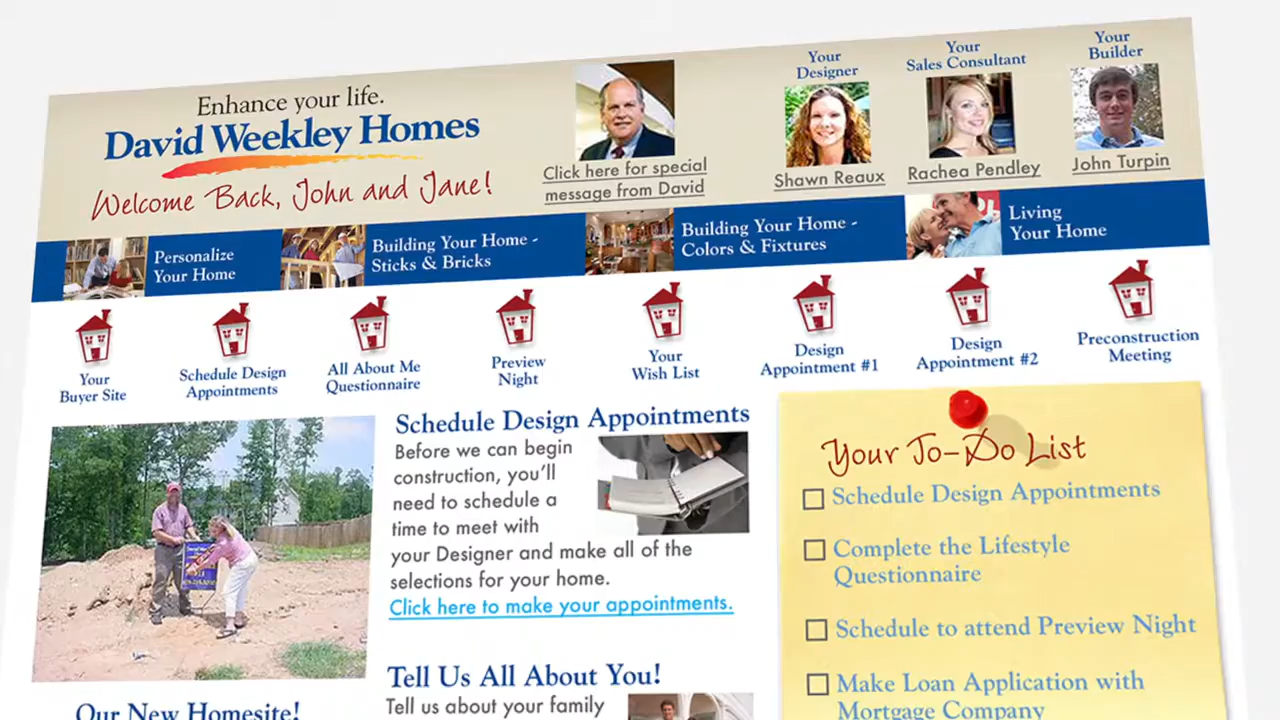 Enhance your life.
David Weekley Homes
Welcome Back, John and Jane!
Click here for special
message from David
Your
Designer
Shawn Reaux
Your
Sales Consultant
Rachea Pendley
Your
Builder
John Turpin
Personalize
Your Home
Building Your Home -
Sticks & Bricks
Building Your Home -
Colors & Fixtures
Living
Your Home
Your
Buyer Site
Schedule Design
Appointments
All About Me
Questionnaire
Preview
Night
Your
Wish List
Design
Appointment #1
Design
Appointment #2
Preconstruction
Meeting
Our New Homesite!
Schedule Design Appointments
Before we can begin
construction, you'll
need to schedule a
time to meet with
your Designer and make all of the
selections for your home.
Click here to make your appointments.
Tell Us All About You!
Tell us about your family
Your To-Do List
Schedule Design Appointments
Complete the Lifestyle
Questionnaire
Schedule to attend Preview Night
Make Loan Application with
Mortgage Company